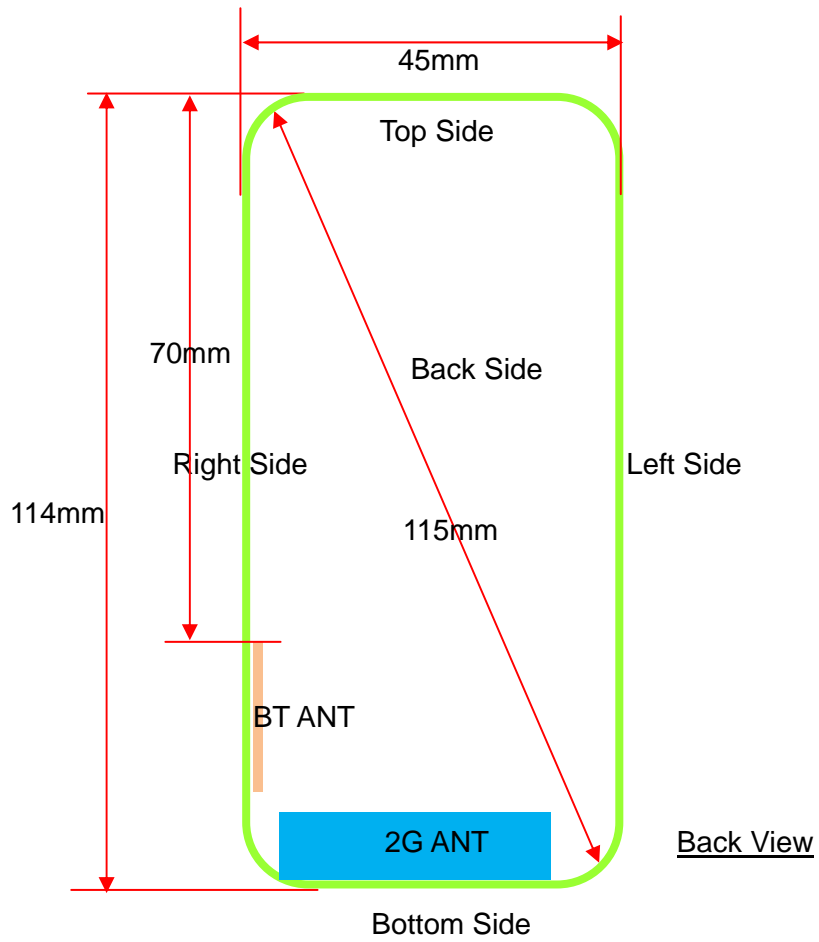 45mm
Top Side
70mm
Back Side
Right Side
Left Side
114mm
115mm
BT ANT
2G ANT
Back View
Bottom Side